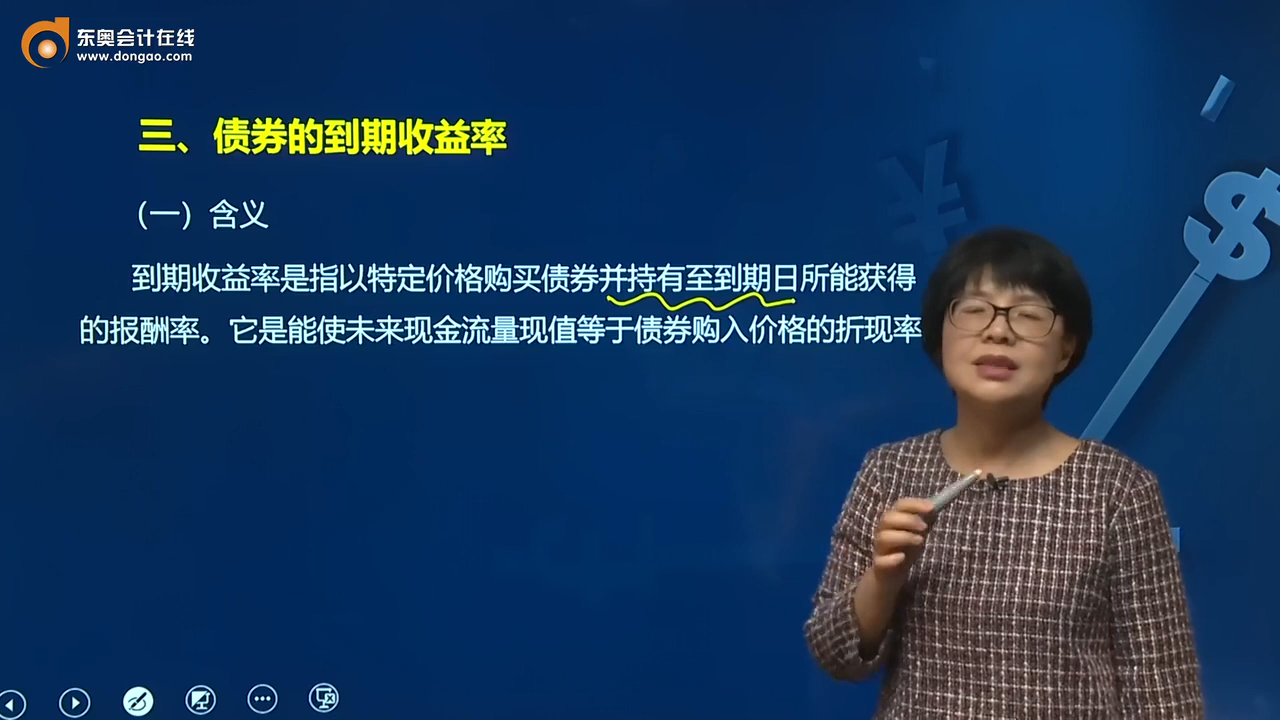 东奥会计在线
www.dongao.com
三、债券的到期收益率
（一）含义
到期收益率是指以特定价格购买债券并持有至到期日所能获得
的报酬率。它是能使未来现金流量现值等于债券购入价格的折现率